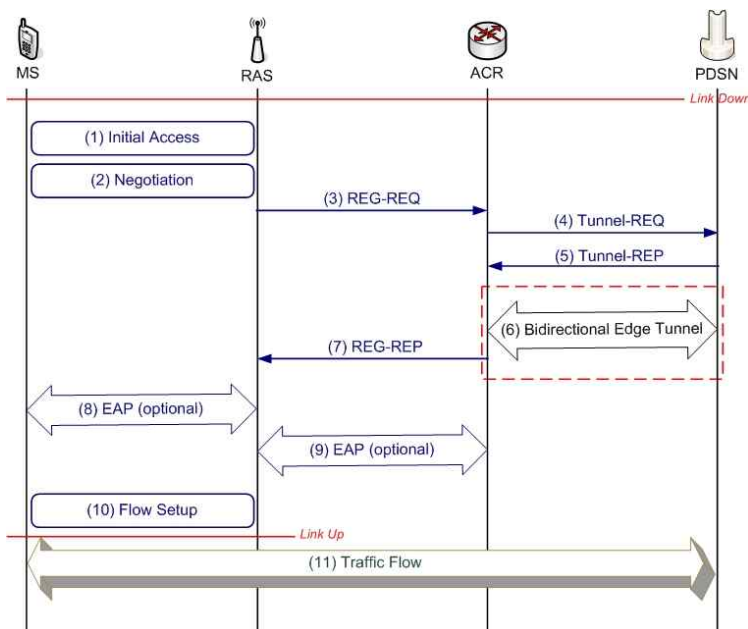 MS
RAS
ACR
PDSN
Link Down
(1) Initial Access
(2) Negotiation
(3) REG-REQ
(4) Tunnel-REQ
(5) Tunnel-REP
(6) Bidirectional Edge Tunnel
(7) REG-REP
(8) EAP (optional)
(9) EAP (optional)
(10) Flow Setup
Link Up
(11) Traffic Flow